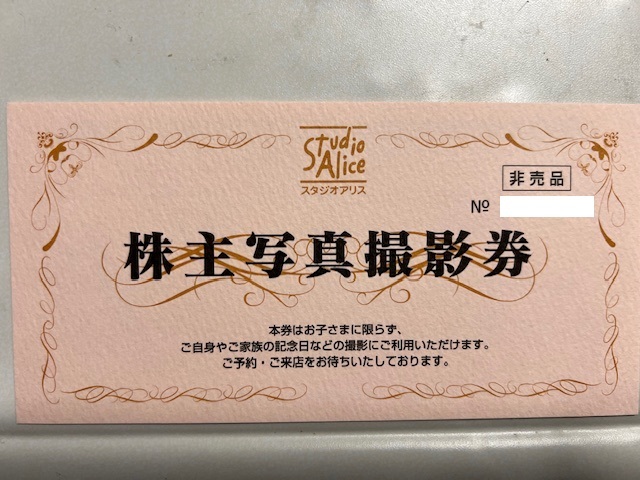 Studio
Alice
スタジオアリス
非売品
№
株主写真撮影券
本券はお子さまに限らず、
ご自身やご家族の記念日などの撮影にご利用いただけます。
ご予約・ご来店をお待ちいたしております。